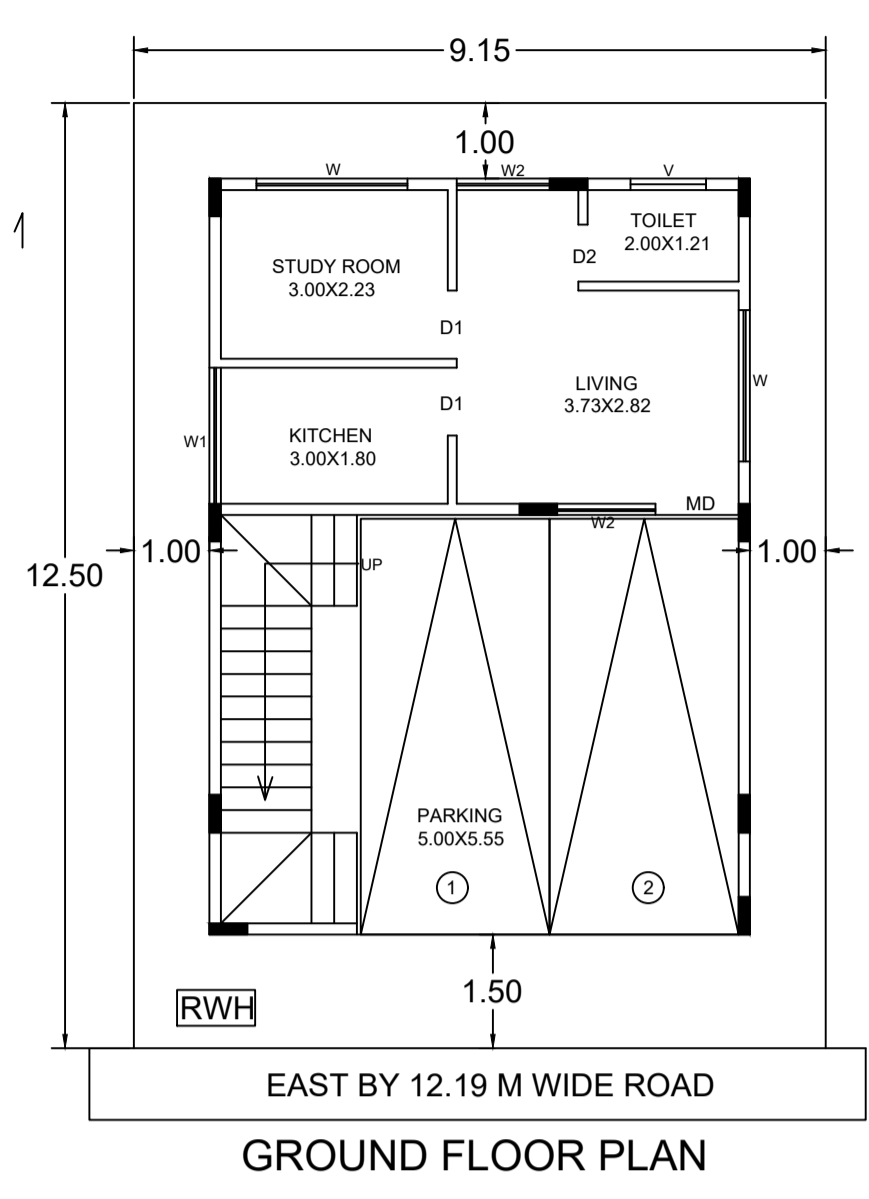 9.15
1.00
W
W2
V
TOILET
2.00X1.21
D2
STUDY ROOM
3.00X2.23
D1
LIVING
3.73X2.82
W
D1
KITCHEN
3.00X1.80
W1
MD
W2
1.00
1.00
UP
12.50
PARKING
5.00X5.55
1
2
1.50
RWH
EAST BY 12.19 M WIDE ROAD
GROUND FLOOR PLAN